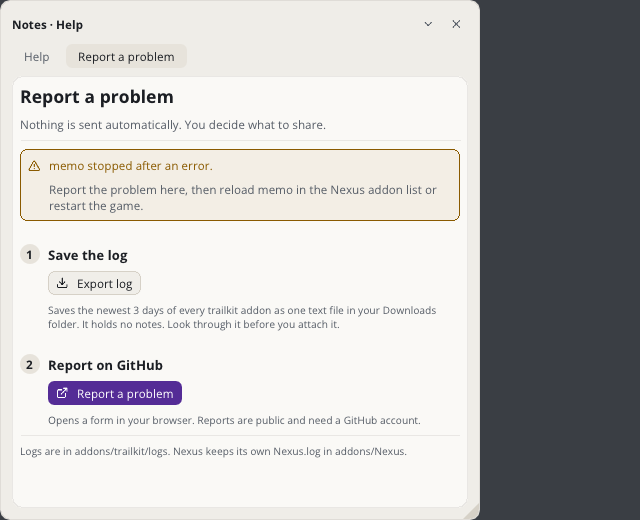 Notes · Help
Help
Report a problem
Report a problem
Nothing is sent automatically. You decide what to share.
memo stopped after an error.
Report the problem here, then reload memo in the Nexus addon list or
restart the game.
1 Save the log
Export log
Saves the newest 3 days of every trailkit addon as one text file in your Downloads
folder. It holds no notes. Look through it before you attach it.
2 Report on GitHub
Report a problem
Opens a form in your browser. Reports are public and need a GitHub account.
Logs are in addons/trailkit/logs. Nexus keeps its own Nexus.log in addons/Nexus.